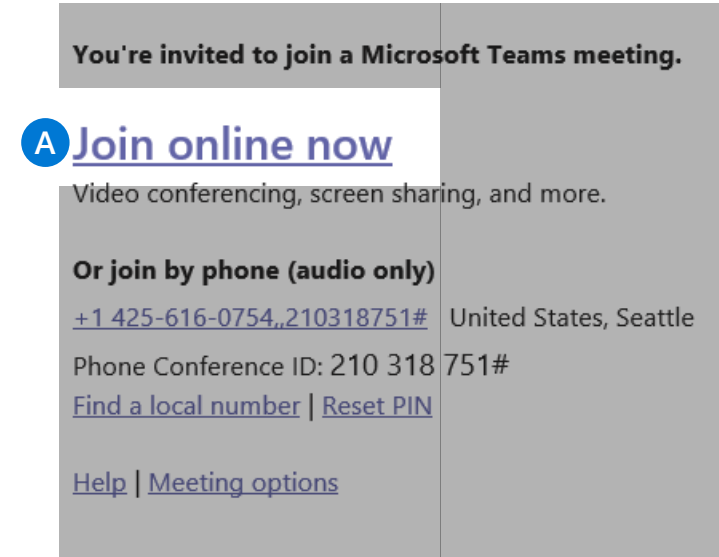 You're invited to join a Microsoft Teams meeting.
A Join online now
Video conferencing, screen sharing, and more.
Or join by phone (audio only)
+1 425-616-0754,,210318751# United States, Seattle
Phone Conference ID: 210 318 751#
Find a local number | Reset PIN
Help | Meeting options